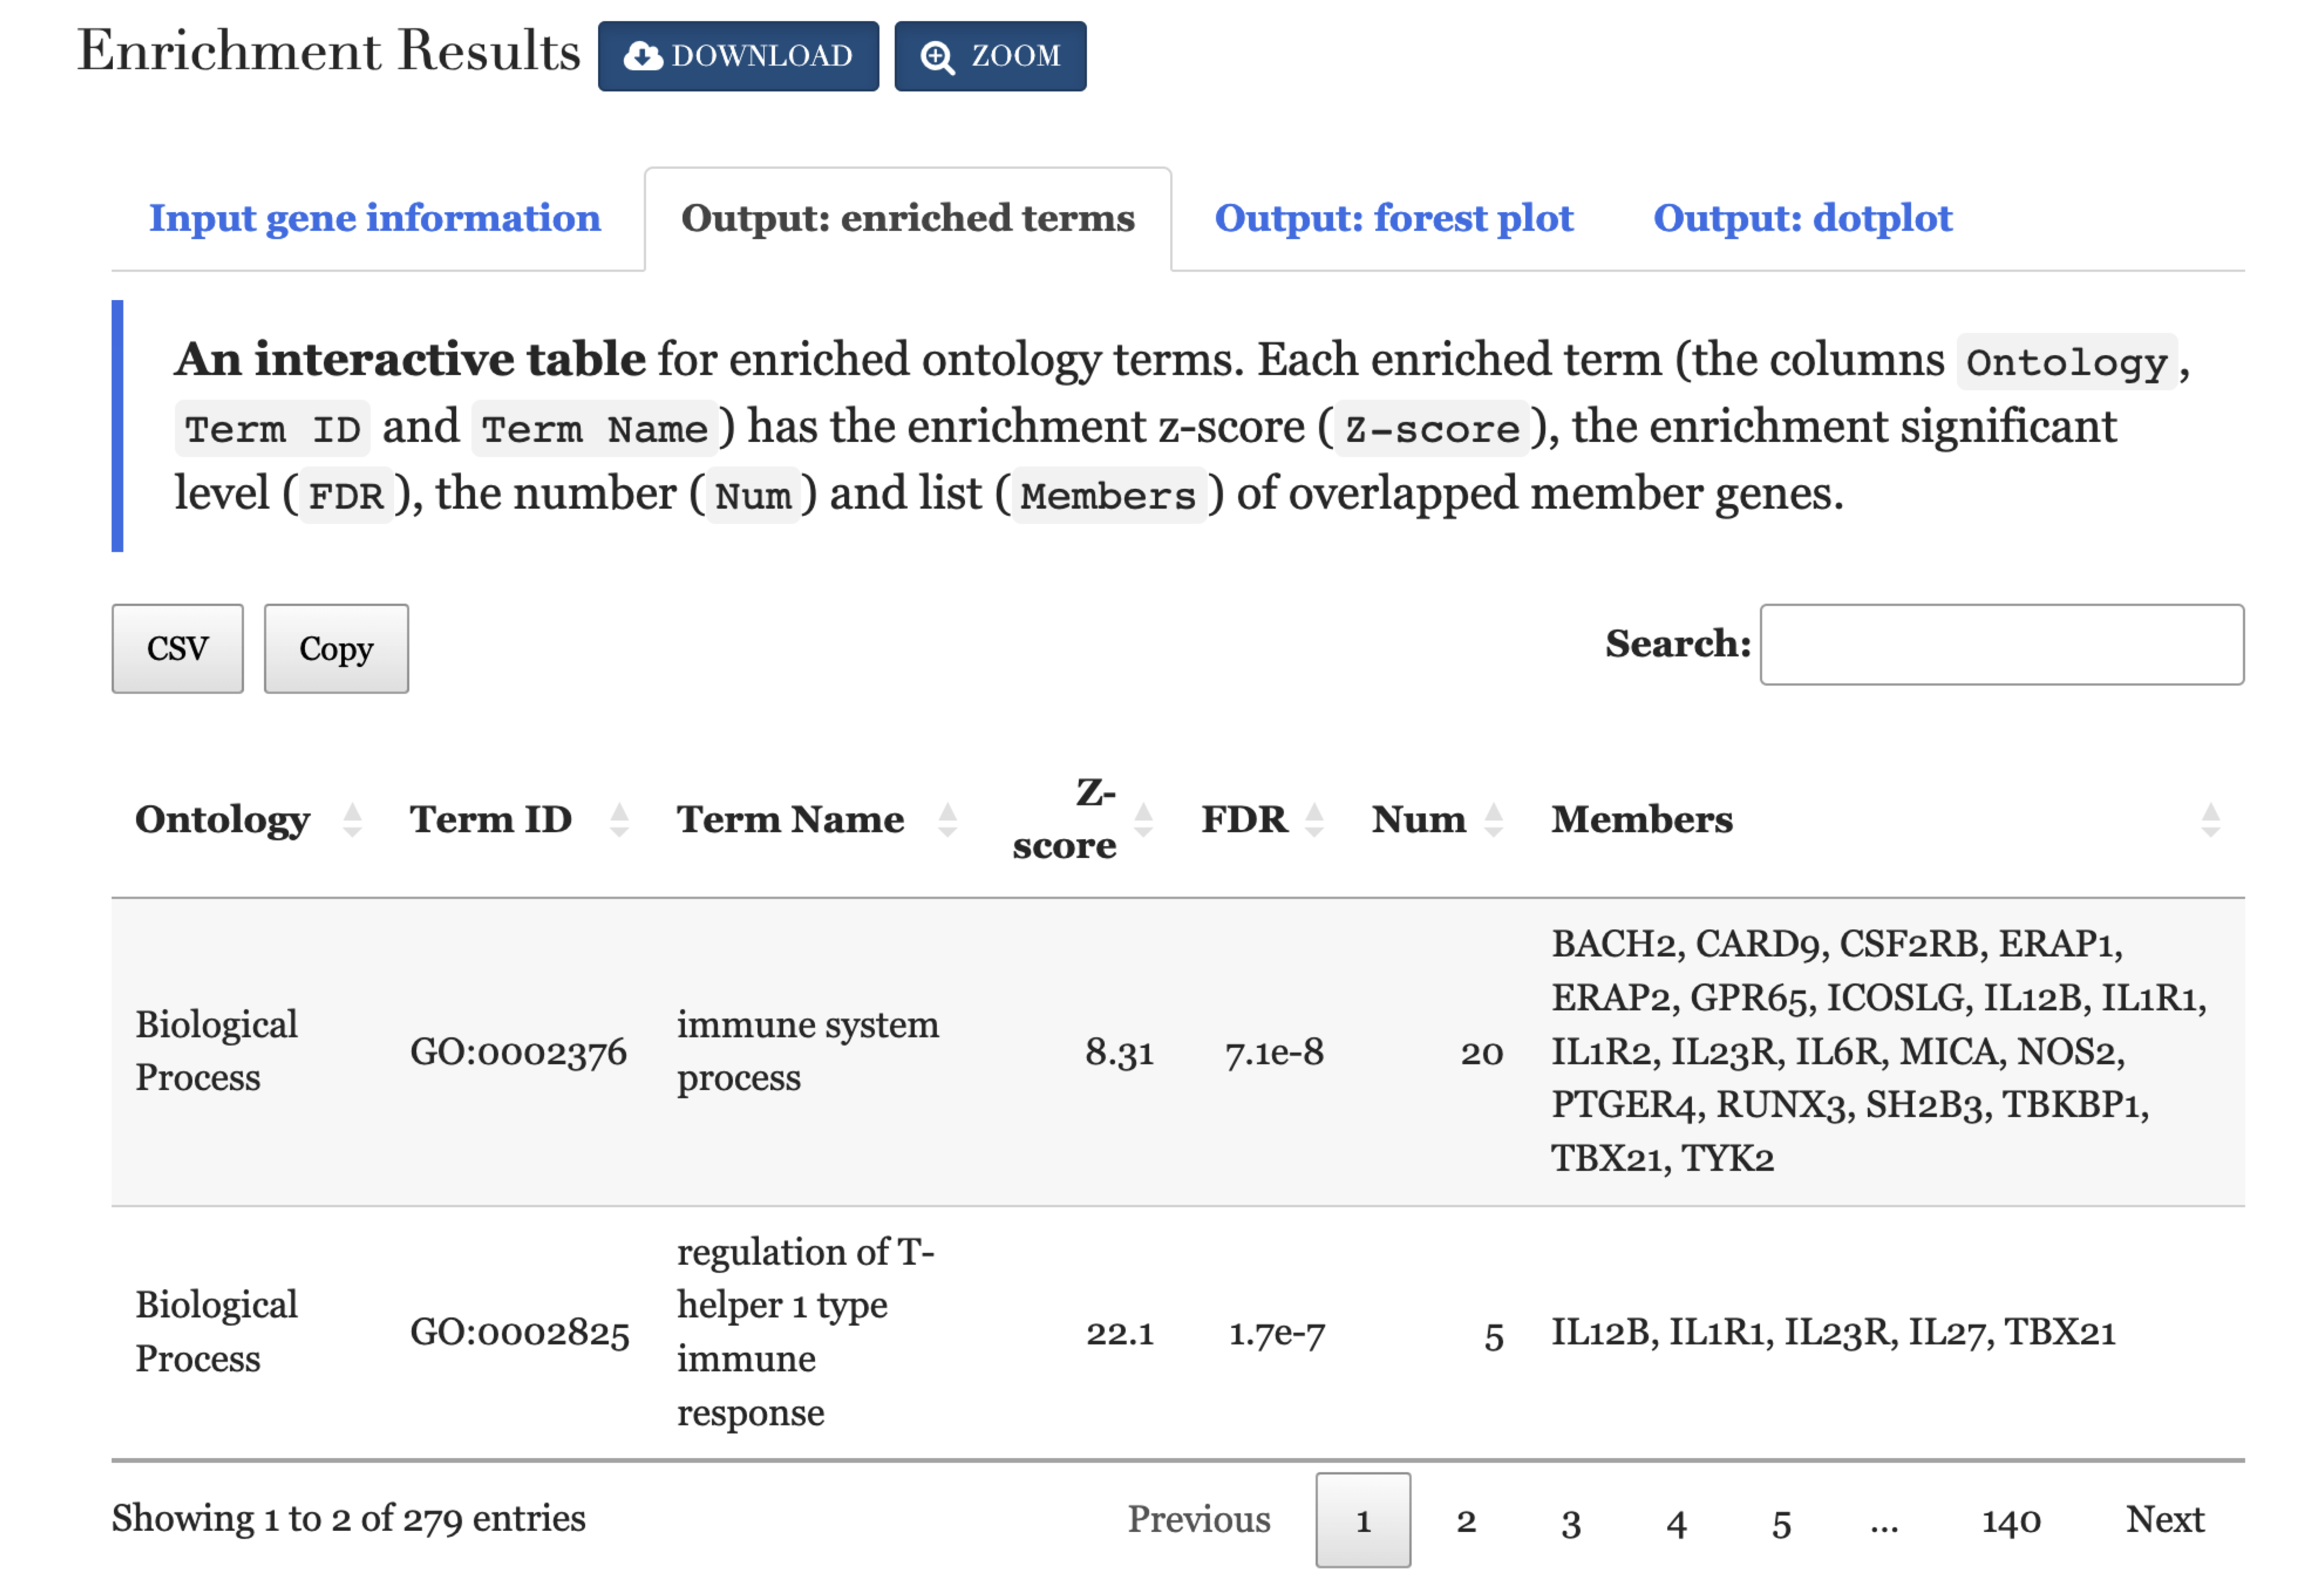 Enrichment Results DOWNLOAD ZOOM
Input gene information Output: enriched terms Output: forest plot Output: dotplot
An interactive table for enriched ontology terms. Each enriched term (the columns Ontology,
Term ID and Term Name) has the enrichment z-score (Z-score), the enrichment significant
level (FDR), the number (Num) and list (Members) of overlapped member genes.
CSV Copy Search:
Ontology Term ID Term Name Z-
score FDR Num Members
Biological
Process
GO:0002376
immune system
process
8.31
7.1e-8
20
BACH2, CARD9, CSF2RB, ERAP1,
ERAP2, GPR65, ICOSLG, IL12B, IL1R1,
IL1R2, IL23R, IL6R, MICA, NOS2,
PTGER4, RUNX3, SH2B3, TBKBP1,
TBX21, TYK2
Biological
Process
GO:0002825
regulation of T-
helper 1 type
immune
response
22.1
1.7e-7
5
IL12B, IL1R1, IL23R, IL27, TBX21
Showing 1 to 2 of 279 entries
Previous 1 2 3 4 5 ... 140 Next